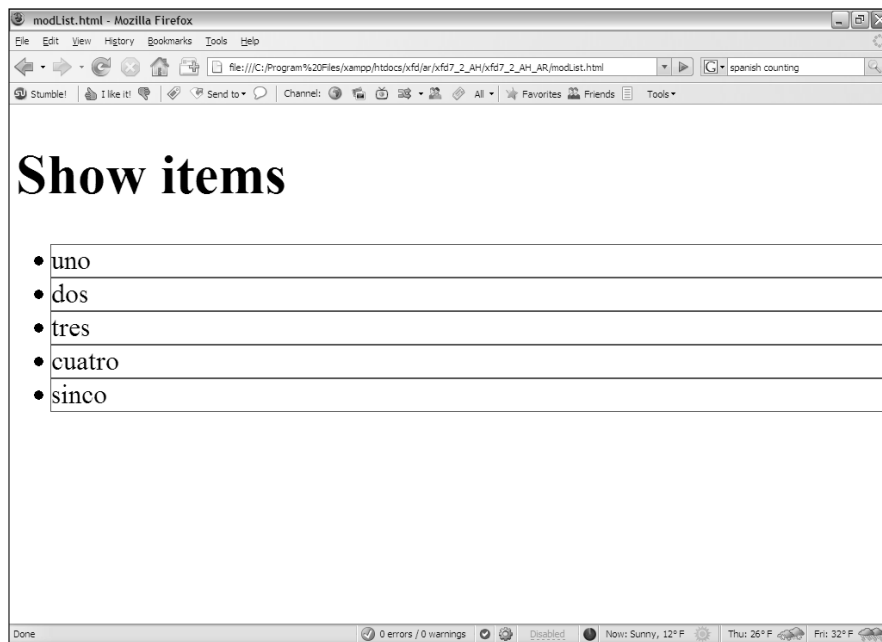 modList.html - Mozilla Firefox
File Edit View History Bookmarks Tools Help
file:///C:/Program%20Files/xampp/htdocs/xfd/ar/xfd7_2_AH/xfd7_2_AH_AR/modList.html G spanish counting
Stumble! I like it! Send to Channel: All Favorites Friends Tools
Show items
uno
dos
tres
cuatro
sinco
Done 0 errors / 0 warnings Disabled Now: Sunny, 12° F Thu: 26° F Fri: 32° F